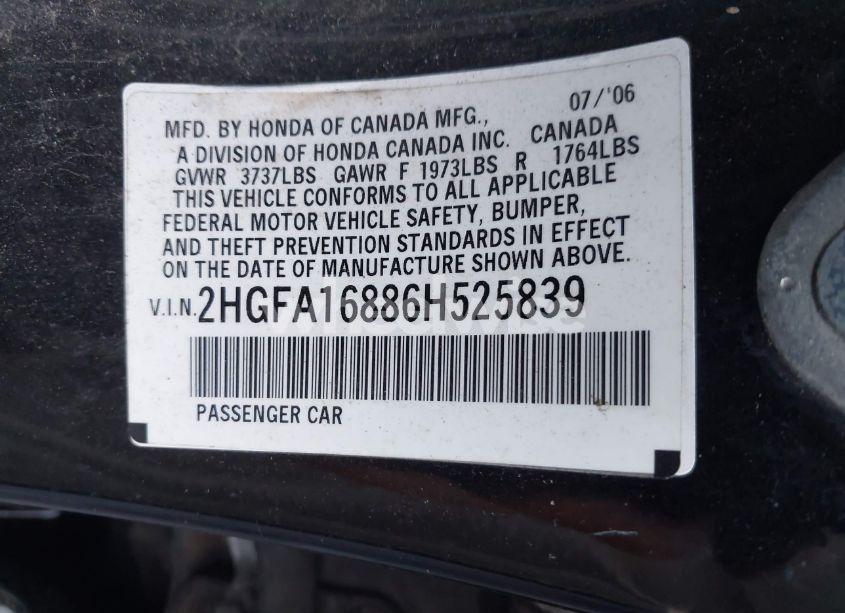 07/'06
MFD. BY HONDA OF CANADA MFG.,
A DIVISION OF HONDA CANADA INC. CANADA
GVWR 3737LBS GAWR F 1973LBS R 1764LBS
THIS VEHICLE CONFORMS TO ALL APPLICABLE
FEDERAL MOTOR VEHICLE SAFETY, BUMPER,
AND THEFT PREVENTION STANDARDS IN EFFECT
ON THE DATE OF MANUFACTURE SHOWN ABOVE.
V.I.N. 2HGFA16886H525839
PASSENGER CAR